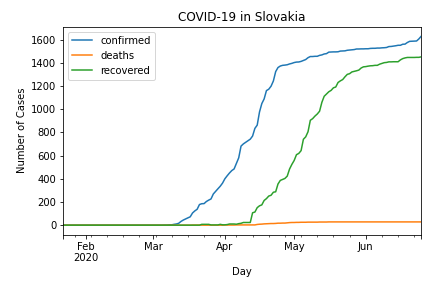 COVID-19 in Slovakia
confirmed
deaths
recovered
Number of Cases
1600
1400
1200
1000
800
600
400
200
0
Feb
2020
Mar
Apr
May
Jun
Day